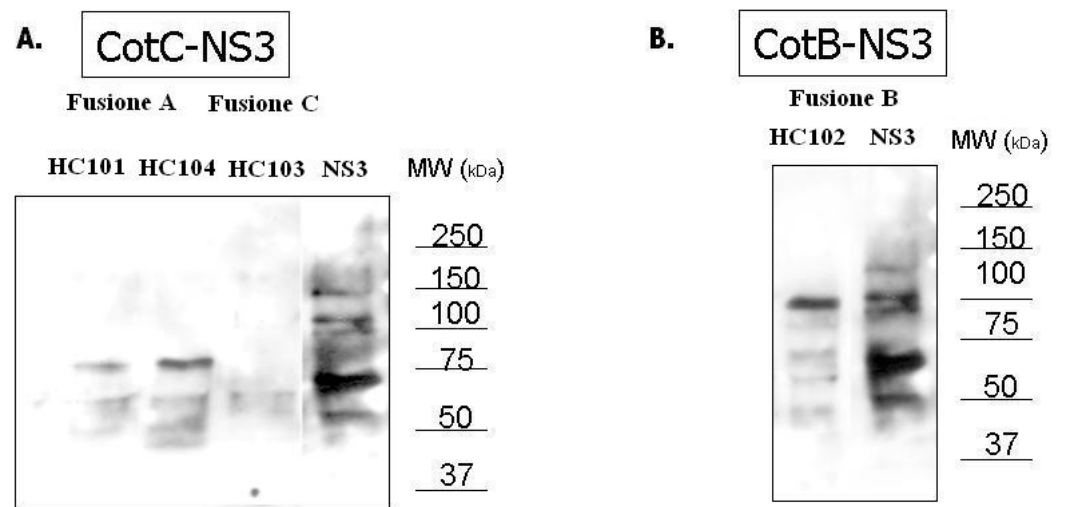 A.
CotC-NS3
Fusione A Fusione C
HC101 HC104 HC103 NS3 MW (kDa)
250
150
100
75
50
37
B.
CotB-NS3
Fusione B
HC102 NS3 MW (kDa)
250
150
100
75
50
37